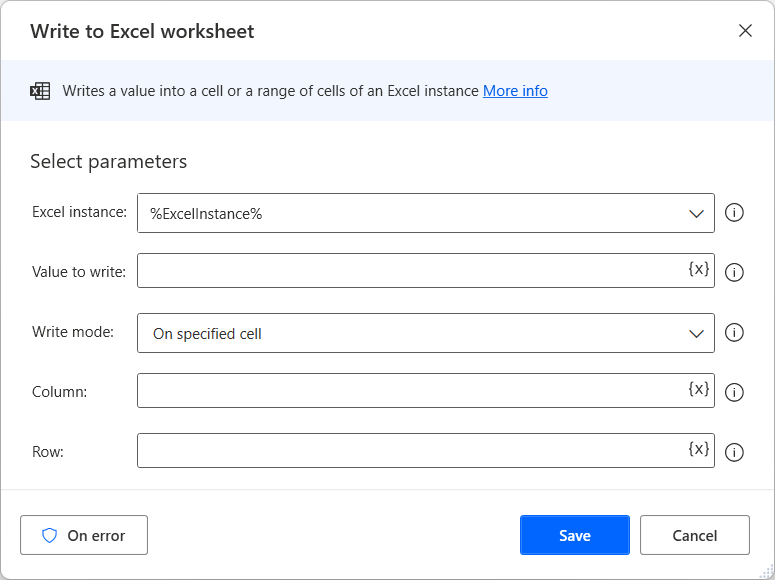 Write to Excel worksheet
Writes a value into a cell or a range of cells of an Excel instance More info
Select parameters
Excel instance: %ExcelInstance%
Value to write: {x}
Write mode: On specified cell
Column: {x}
Row: {x}
On error Save Cancel